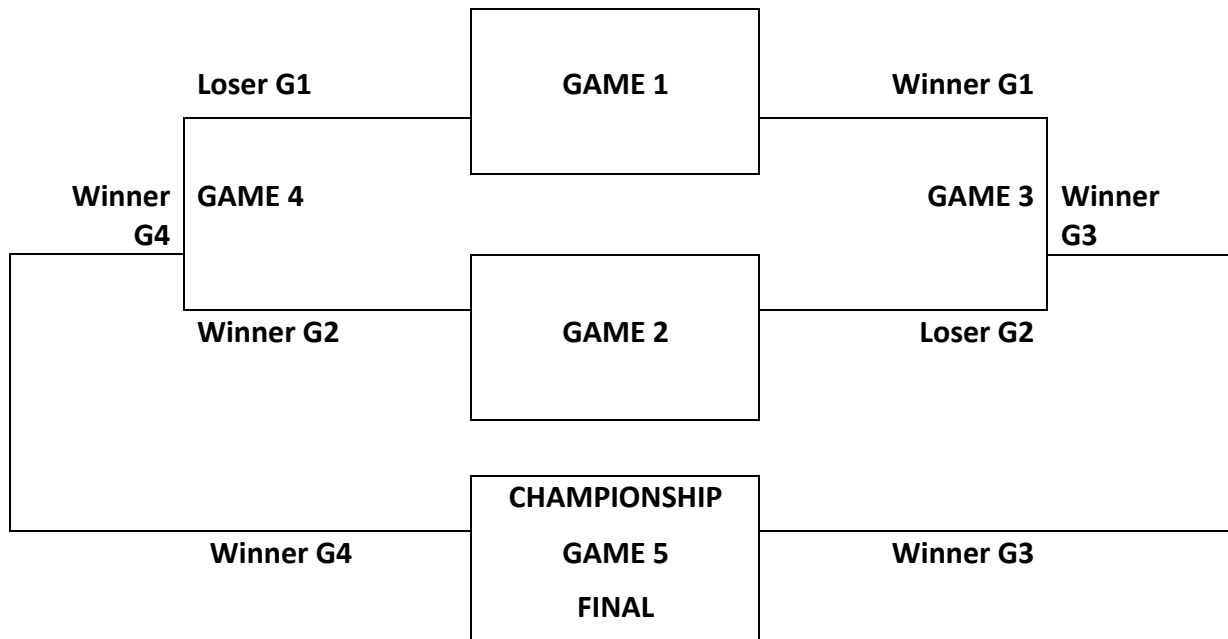 Loser G1
GAME 1
Winner G1
Winner
G4
GAME 4
GAME 3
Winner
G3
Winner G2
GAME 2
Loser G2
CHAMPIONSHIP
Winner G4
GAME 5
Winner G3
FINAL